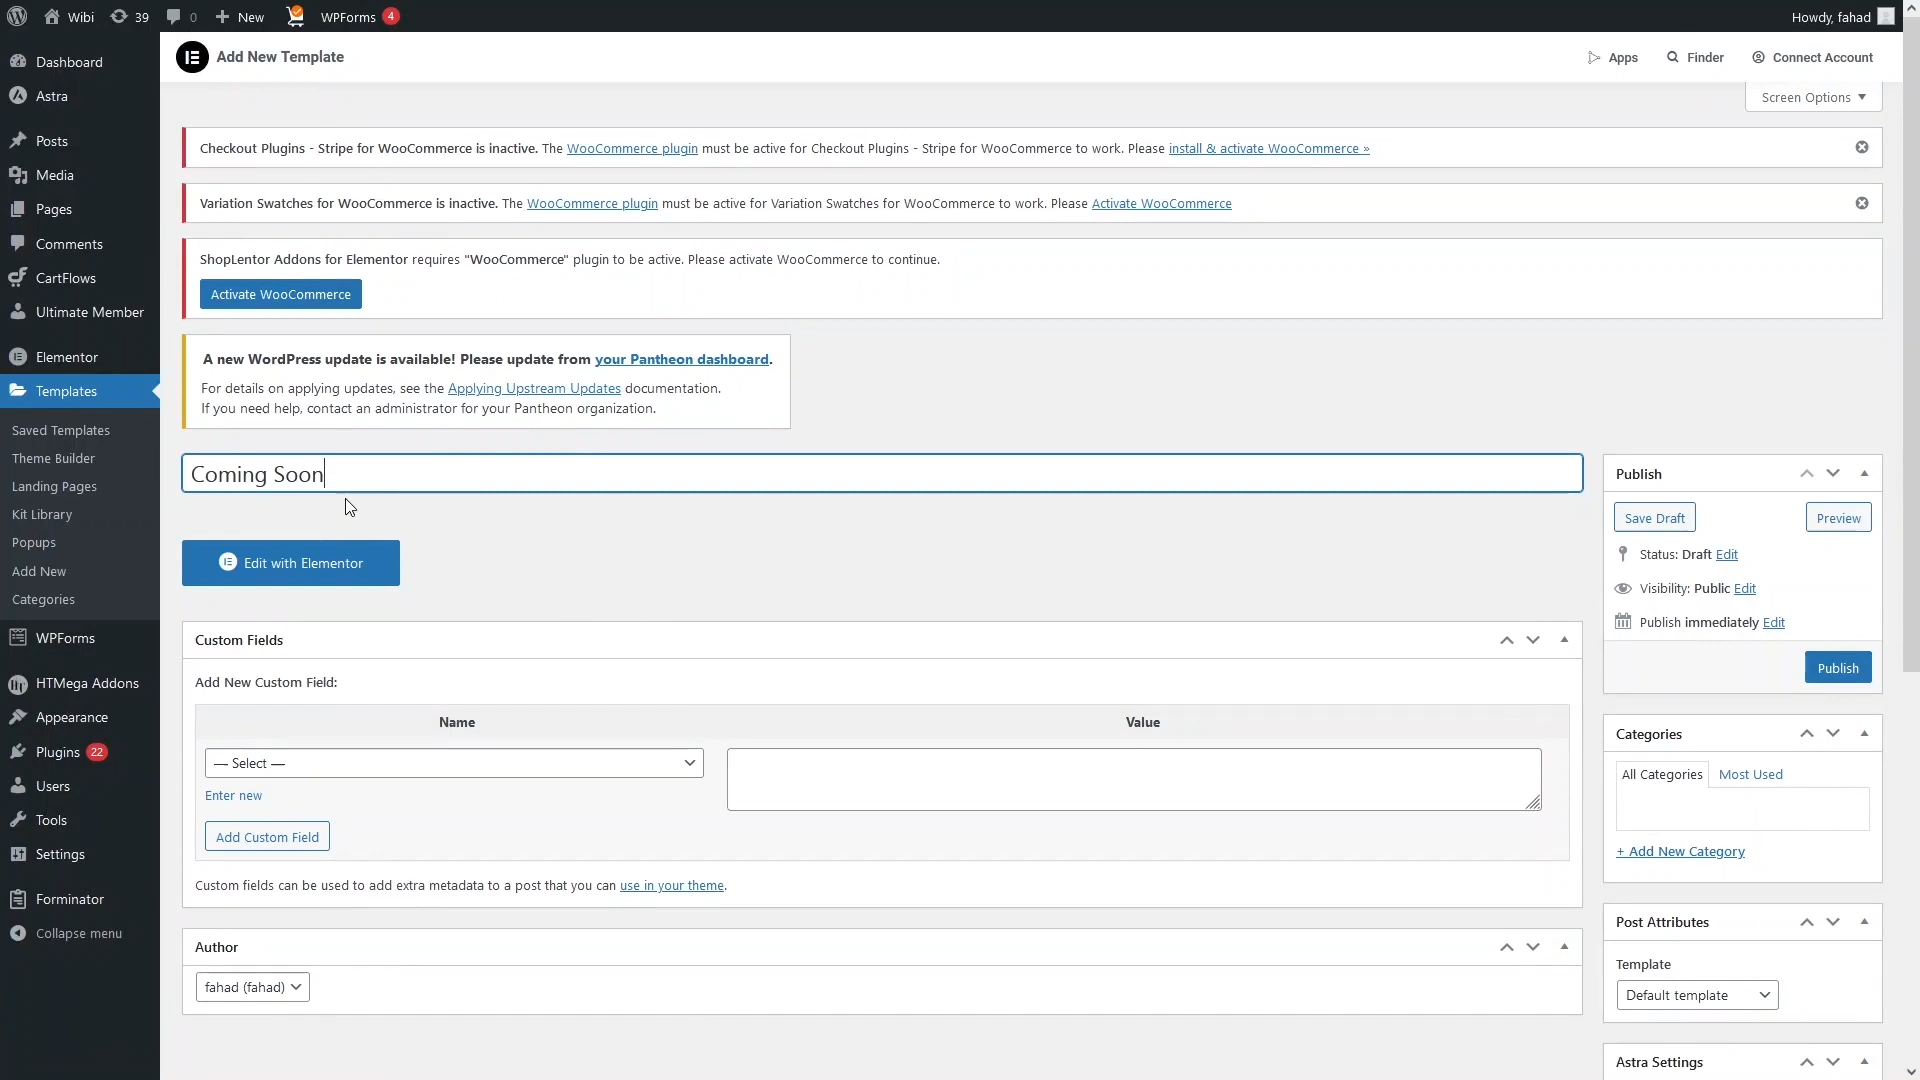 Wibi 39 0 New WPForms 4 Howdy, fahad
Dashboard
Astra
Posts
Media
Pages
Comments
CartFlows
Ultimate Member
Elementor
Templates
Saved Templates
Theme Builder
Landing Pages
Kit Library
Popups
Add New
Categories
WPForms
HTMega Addons
Appearance
Plugins 22
Users
Tools
Settings
Forminator
Collapse menu
Add New Template
Apps Finder Connect Account
Screen Options
Checkout Plugins - Stripe for WooCommerce is inactive. The WooCommerce plugin must be active for Checkout Plugins - Stripe for WooCommerce to work. Please install & activate WooCommerce »
Variation Swatches for WooCommerce is inactive. The WooCommerce plugin must be active for Variation Swatches for WooCommerce to work. Please Activate WooCommerce
ShopLentor Addons for Elementor requires "WooCommerce" plugin to be active. Please activate WooCommerce to continue.
Activate WooCommerce
A new WordPress update is available! Please update from your Pantheon dashboard.
For details on applying updates, see the Applying Upstream Updates documentation.
If you need help, contact an administrator for your Pantheon organization.
Coming Soon
Edit with Elementor
Custom Fields
Add New Custom Field:
Name Value
— Select —
Enter new
Add Custom Field
Custom fields can be used to add extra metadata to a post that you can use in your theme.
Author
fahad (fahad)
Publish
Save Draft Preview
Status: Draft Edit
Visibility: Public Edit
Publish immediately Edit
Publish
Categories
All Categories Most Used
+ Add New Category
Post Attributes
Template
Default template
Astra Settings